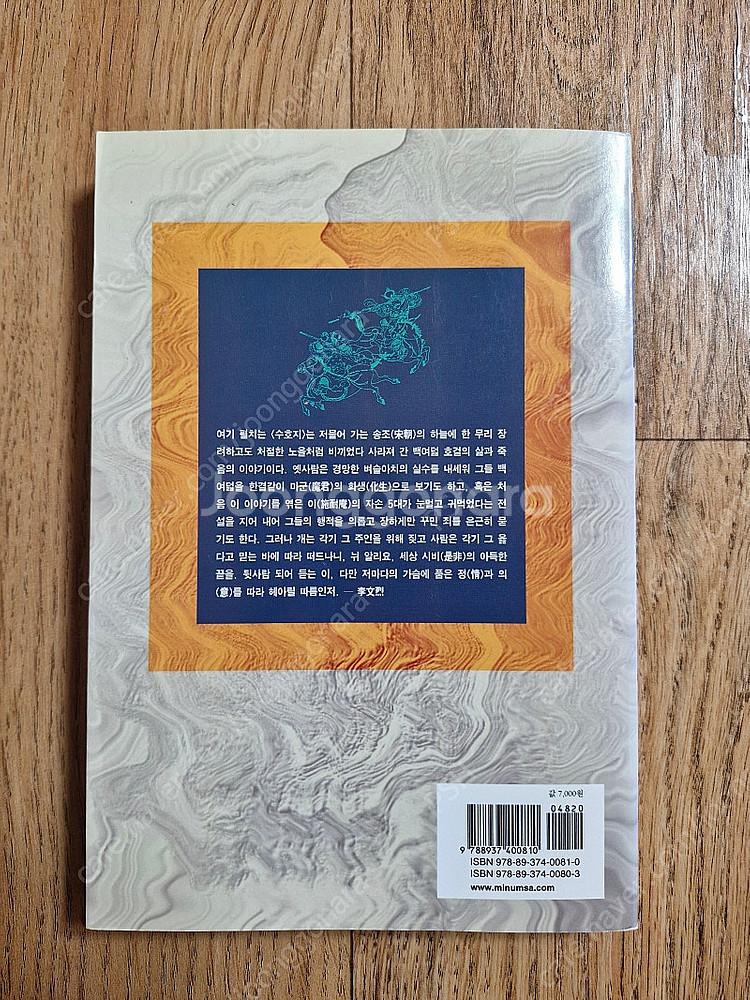 여기 펼치는 〈수호지〉는 저물어 가는 송조(宋朝)의 하늘에 한 무리 장
려하고도 처절한 노을처럼 비끼었다 사라져 간 백여덟 호걸의 삶과 죽
음의 이야기이다. 옛사람은 경망한 벼슬아치의 실수를 내세워 그들 백
여덟을 한결같이 마군(魔君)의 화생(化生)으로 보기도 하고, 혹은 처
음 이 이야기를 엮은 이(施耐庵)의 자손 5대가 눈멀고 귀먹었다는 전
설을 지어 내어 그들의 행적을 의롭고 장하게만 꾸민 죄를 은근히 묻
기도 한다. 그러나 개는 각기 그 주인을 위해 짖고 사람은 각기 그 옳
다고 믿는 바에 따라 떠드나니, 뉘 알리요, 세상 시비(是非)의 아득한
끝을. 뒷사람 되어 듣는 이, 다만 저마다의 가슴에 품은 정(情)과 의
(意)를 따라 헤아릴 따름인저. ─ 李文烈
Joonggonara
값 7,000원
04820
9 788937 400810
ISBN 978-89-374-0081-0
ISBN 978-89-374-0080-3
www.minumsa.com